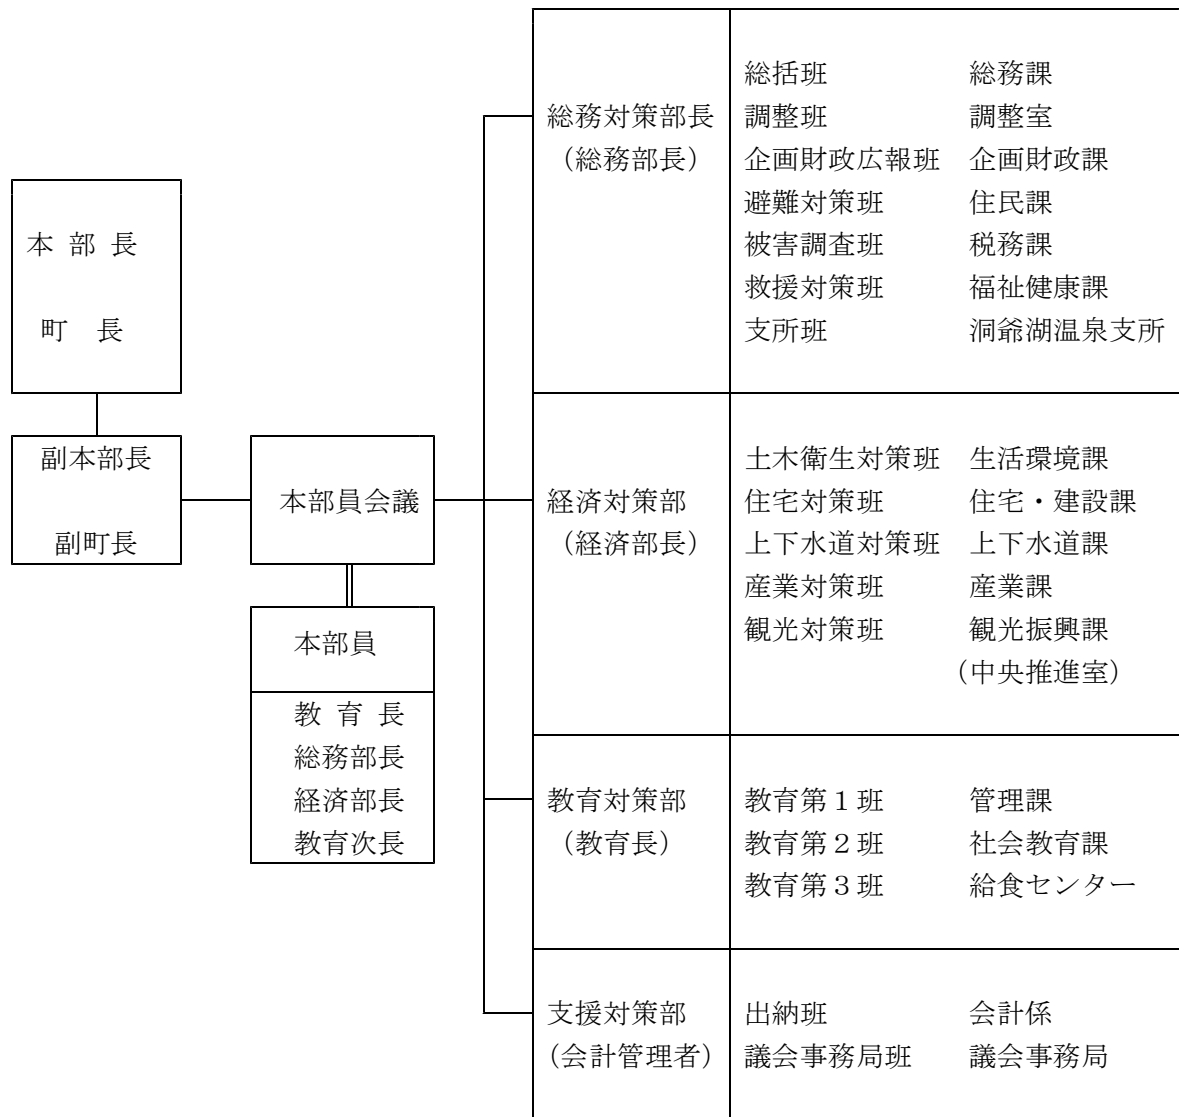 本 部 長
町 長
副本部長
副町長
本部員会議
本部員
教 育 長
総務部長
経済部長
教育次長
総務対策部長
（総務部長）
総括班 総務課
調整班 調整室
企画財政広報班 企画財政課
避難対策班 住民課
被害調査班 税務課
救援対策班 福祉健康課
支所班 洞爺湖温泉支所
経済対策部
（経済部長）
土木衛生対策班 生活環境課
住宅対策班 住宅・建設課
上下水道対策班 上下水道課
産業対策班 産業課
観光対策班 観光振興課
（中央推進室）
教育対策部
（教育長）
教育第１班 管理課
教育第２班 社会教育課
教育第３班 給食センター
支援対策部
（会計管理者）
出納班 会計係
議会事務局班 議会事務局